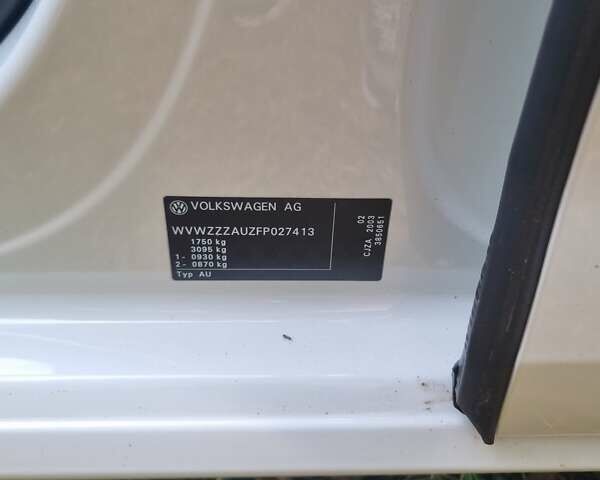 VOLKSWAGEN AG
WVWZZZAUZFP027413
1750 kg
3095 kg
1- 0930 kg
2- 0870 kg
Typ AU
02
CJZA 2003
3850651